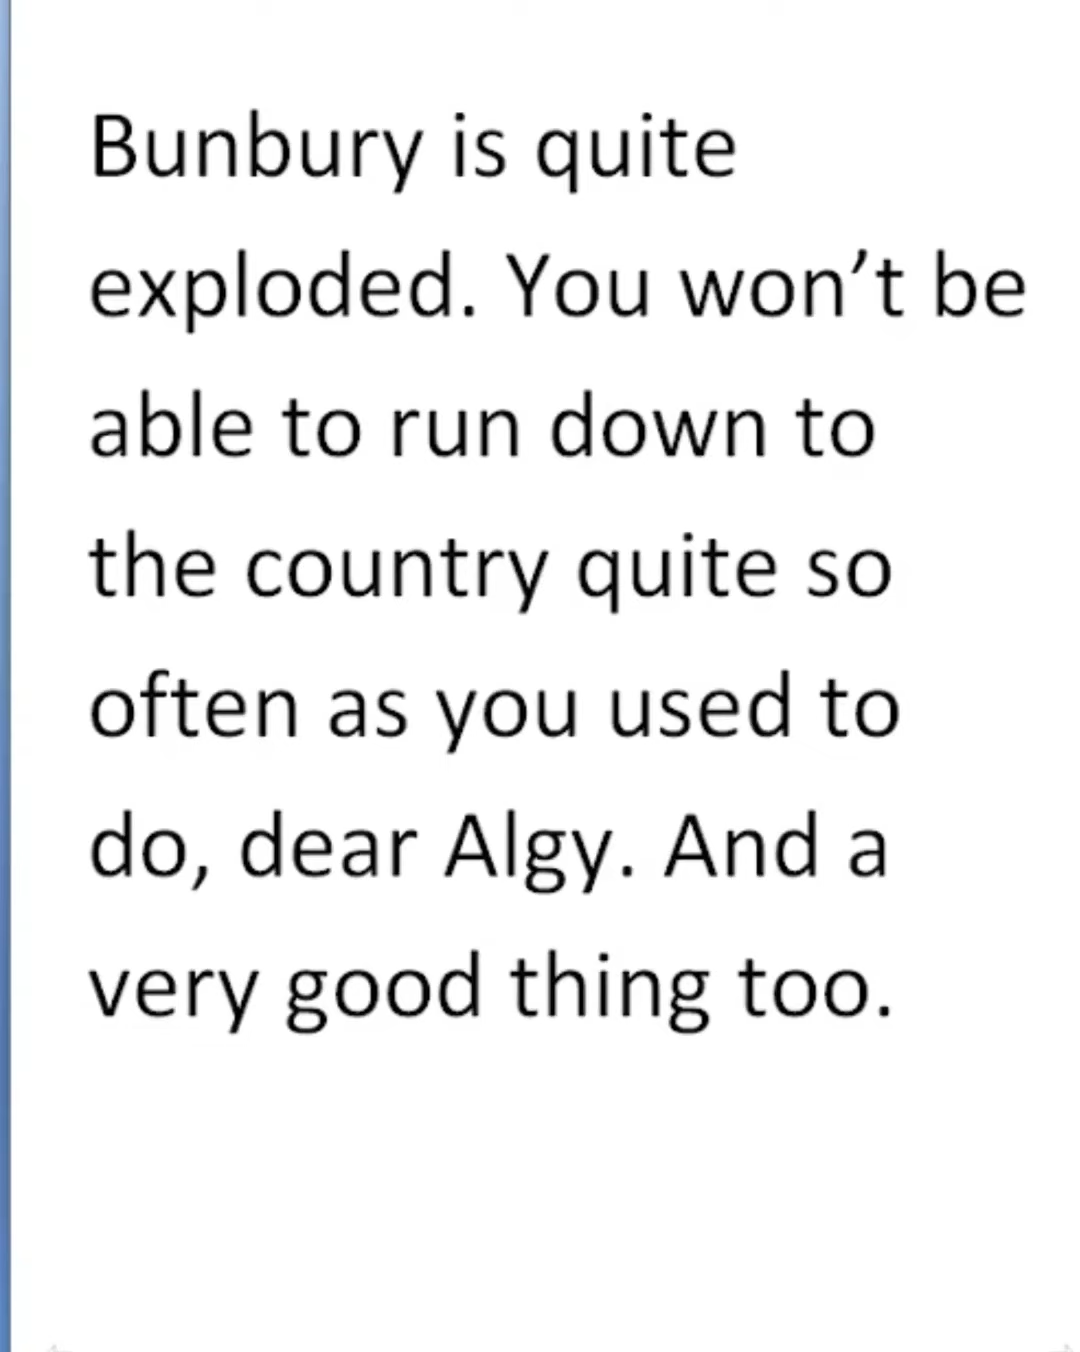 Bunbury is quite
exploded. You won’t be
able to run down to
the country quite so
often as you used to
do, dear Algy. And a
very good thing too.